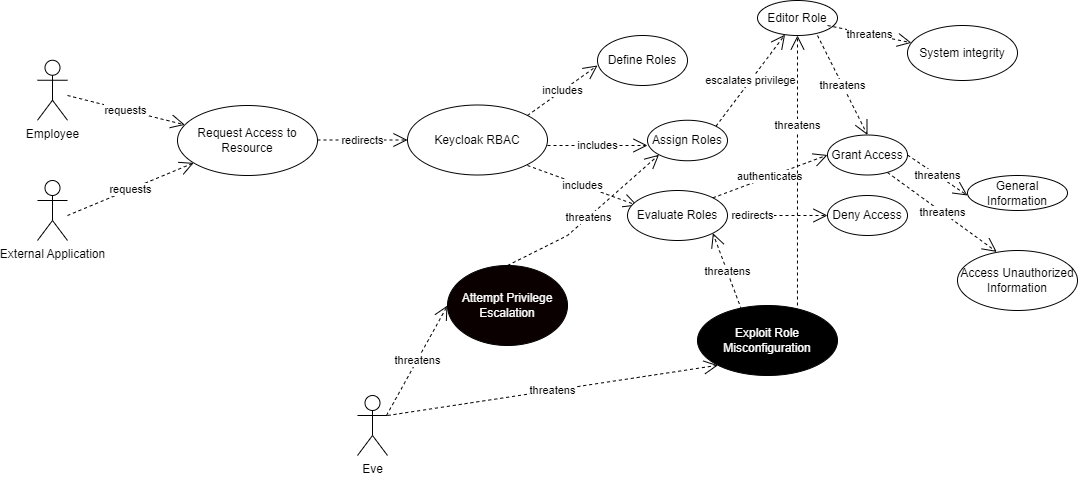 Editor Role
threatens
System integrity
Define Roles
escalates privilege
threatens
includes
Employee
requests
Request Access to
Resource
redirects
Keycloak RBAC
includes
Assign Roles
threatens
Grant Access
authenticates
threatens
General
Information
includes
requests
External Application
threatens
Evaluate Roles
redirects
Deny Access
threatens
Access Unauthorized
Information
threatens
Attempt Privilege
Escalation
Exploit Role
Misconfiguration
threatens
threatens
Eve